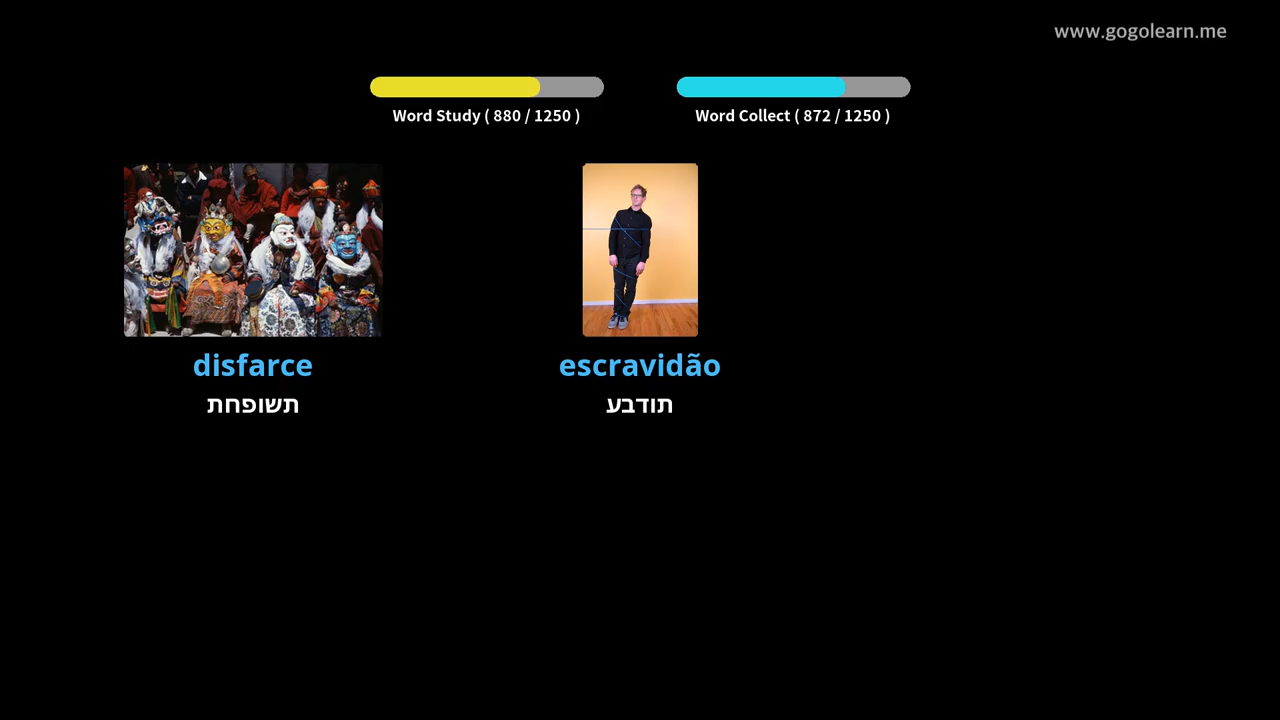 www.gogolearn.me
Word Study ( 880 / 1250 )
Word Collect ( 872 / 1250 )
disfarce
תשופחת
escravidão
תודבע